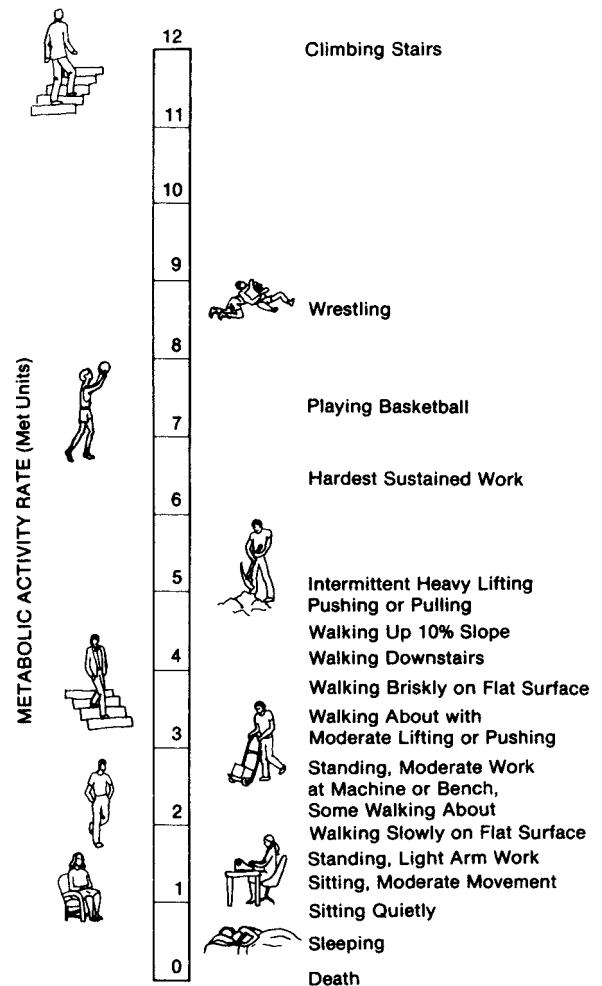 METABOLIC ACTIVITY RATE (Met Units)
12
Climbing Stairs
11
10
9
Wrestling
8
Playing Basketball
7
Hardest Sustained Work
6
5
Intermittent Heavy Lifting
Pushing or Pulling
Walking Up 10% Slope
4
Walking Downstairs
Walking Briskly on Flat Surface
Walking About with
Moderate Lifting or Pushing
3
Standing, Moderate Work
at Machine or Bench,
Some Walking About
2
Walking Slowly on Flat Surface
Standing, Light Arm Work
Sitting, Moderate Movement
1
Sitting Quietly
Sleeping
0
Death